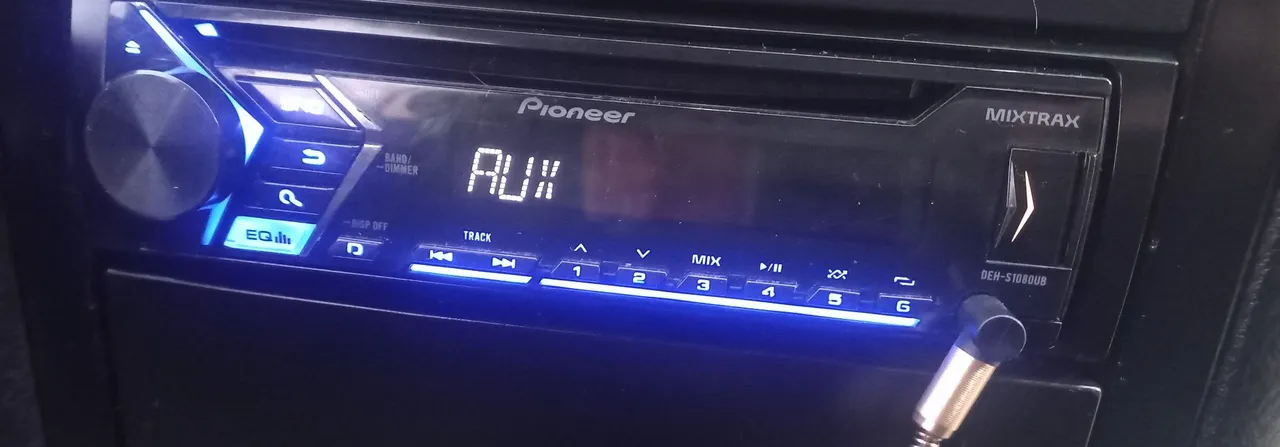 Pioneer
MIXTRAX
BAND/
DIMMER
AUX
EQ
DISP OFF
TRACK
MIX
1
2
3
4
5
6
DEH-S1080UB